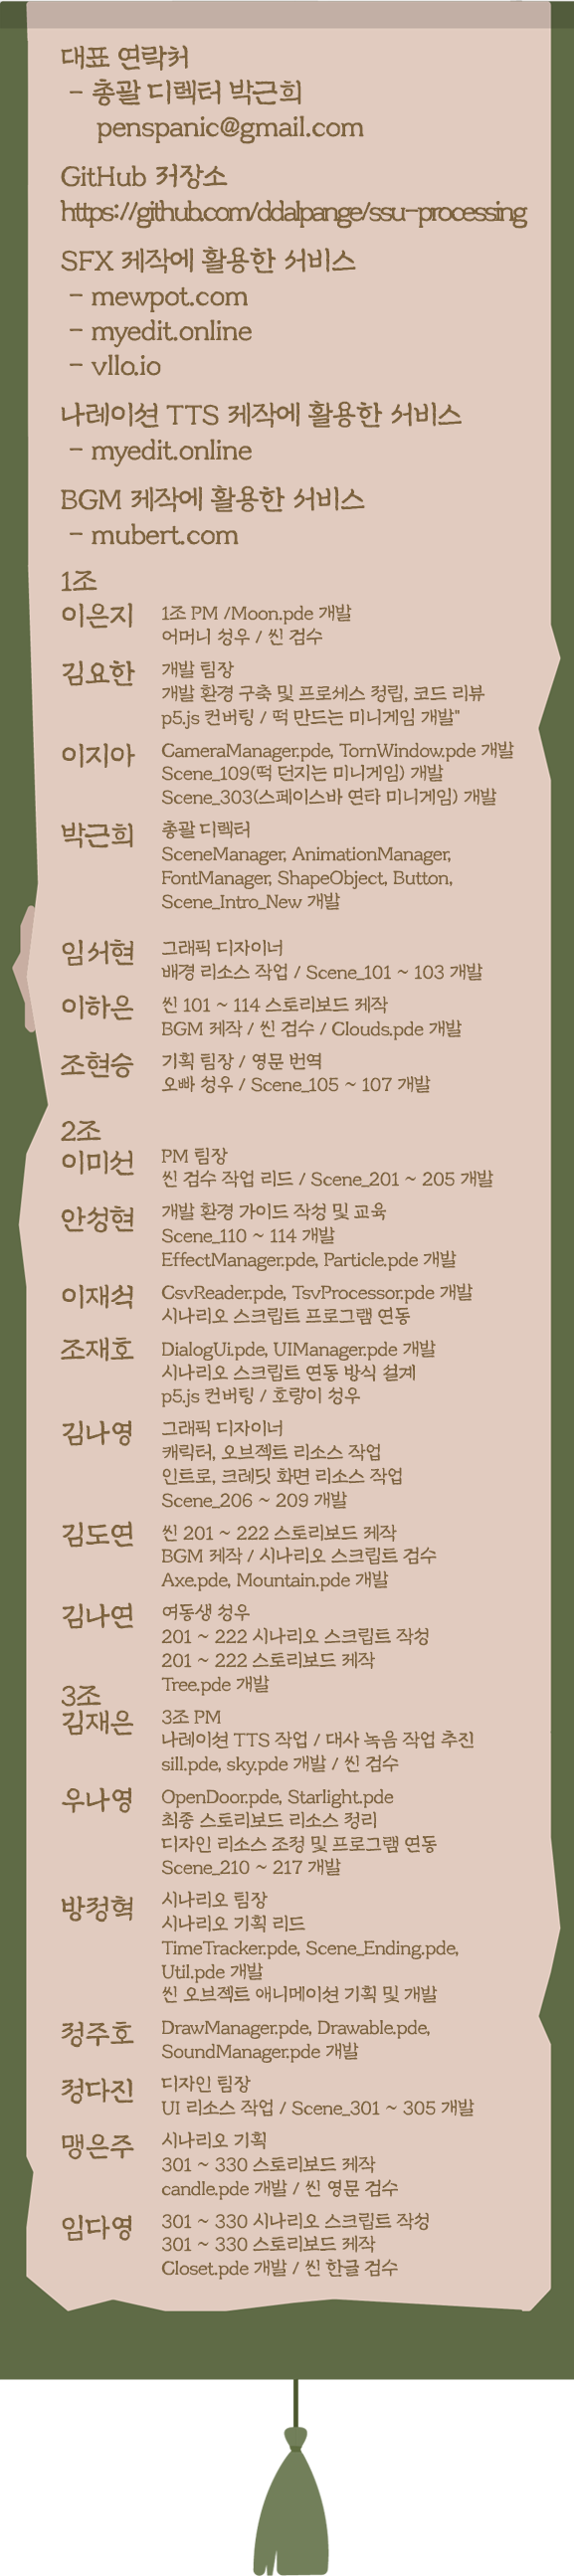 대표 연락처
- 총괄 디렉터 박근희
penspanic@gmail.com
GitHub 저장소
https://github.com/ddalpange/ssu-processing
SFX 제작에 활용한 서비스
- mewpot.com
- myedit.online
- vllo.io
나레이션 TTS 제작에 활용한 서비스
- myedit.online
BGM 제작에 활용한 서비스
- mubert.com
1조
이은지 1조 PM /Moon.pde 개발
어머니 성우 / 씬 검수
김요한 개발 팀장
개발 환경 구축 및 프로세스 정립, 코드 리뷰
p5.js 컨버팅 / 떡 만드는 미니게임 개발"
이지아 CameraManager.pde, TornWindow.pde 개발
Scene_109(떡 던지는 미니게임) 개발
Scene_303(스페이스바 연타 미니게임) 개발
박근희 총괄 디렉터
SceneManager, AnimationManager,
FontManager, ShapeObject, Button,
Scene_Intro_New 개발
임서현 그래픽 디자이너
배경 리소스 작업 / Scene_101 ~ 103 개발
이하은 씬 101 ~ 114 스토리보드 제작
BGM 제작 / 씬 검수 / Clouds.pde 개발
조현승 기획 팀장 / 영문 번역
오빠 성우 / Scene_105 ~ 107 개발
2조
이미선 PM 팀장
씬 검수 작업 리드 / Scene_201 ~ 205 개발
안성현 개발 환경 가이드 작성 및 교육
Scene_110 ~ 114 개발
EffectManager.pde, Particle.pde 개발
이재석 CsvReader.pde, TsvProcessor.pde 개발
시나리오 스크립트 프로그램 연동
조재호 DialogUi.pde, UIManager.pde 개발
시나리오 스크립트 연동 방식 설계
p5.js 컨버팅 / 호랑이 성우
김나영 그래픽 디자이너
캐릭터, 오브젝트 리소스 작업
인트로, 크레딧 화면 리소스 작업
Scene_206 ~ 209 개발
김도연 씬 201 ~ 222 스토리보드 제작
BGM 제작 / 시나리오 스크립트 검수
Axe.pde, Mountain.pde 개발
김나연 여동생 성우
201 ~ 222 시나리오 스크립트 작성
201 ~ 222 스토리보드 제작
Tree.pde 개발
3조
김재은 3조 PM
나레이션 TTS 작업 / 대사 녹음 작업 추진
sill.pde, sky.pde 개발 / 씬 검수
우나영 OpenDoor.pde, Starlight.pde
최종 스토리보드 리소스 정리
디자인 리소스 조정 및 프로그램 연동
Scene_210 ~ 217 개발
방정혁 시나리오 팀장
시나리오 기획 리드
TimeTracker.pde, Scene_Ending.pde,
Util.pde 개발
씬 오브젝트 애니메이션 기획 및 개발
정주호 DrawManager.pde, Drawable.pde,
SoundManager.pde 개발
정다진 디자인 팀장
UI 리소스 작업 / Scene_301 ~ 305 개발
맹은주 시나리오 기획
301 ~ 330 스토리보드 제작
candle.pde 개발 / 씬 영문 검수
임다영 301 ~ 330 시나리오 스크립트 작성
301 ~ 330 스토리보드 제작
Closet.pde 개발 / 씬 한글 검수